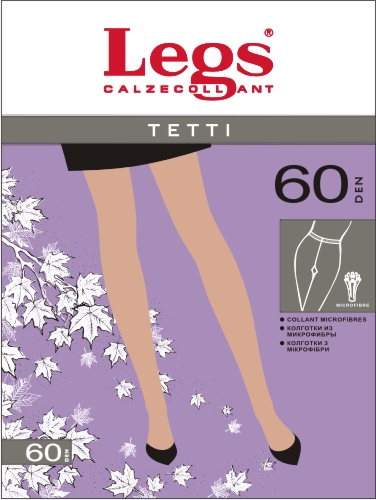 Legs®
CALZECOLLANT
TETTI
60 DEN
MICROFIBRE
• COLLANT MICROFIBRES
• КОЛГОТКИ ИЗ
МИКРОФИБРЫ
• КОЛГОТКИ З
МІКРОФІБРИ
60 DEN